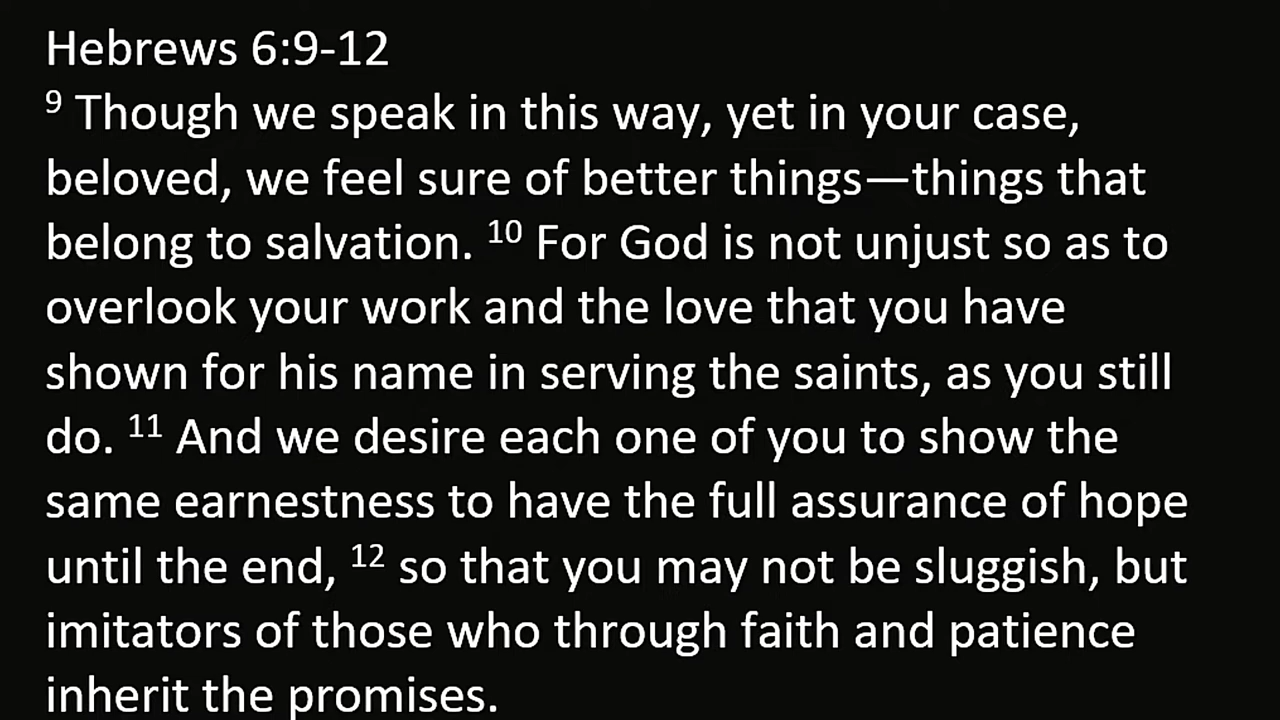 Hebrews 6:9-12
9 Though we speak in this way, yet in your case,
beloved, we feel sure of better things—things that
belong to salvation. 10 For God is not unjust so as to
overlook your work and the love that you have
shown for his name in serving the saints, as you still
do. 11 And we desire each one of you to show the
same earnestness to have the full assurance of hope
until the end, 12 so that you may not be sluggish, but
imitators of those who through faith and patience
inherit the promises.